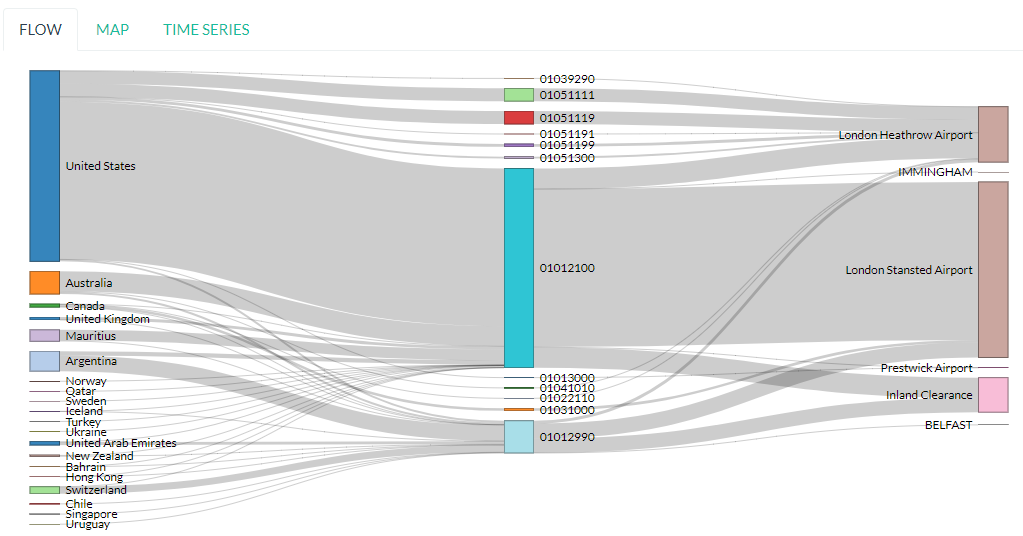 FLOW MAP TIME SERIES
United States
Australia
Canada
United Kingdom
Mauritius
Argentina
Norway
Qatar
Sweden
Iceland
Turkey
Ukraine
United Arab Emirates
New Zealand
Bahrain
Hong Kong
Switzerland
Chile
Singapore
Uruguay
01039290
01051111
01051119
01051191
01051199
01051300
01012100
01013000
01041010
01022110
01031000
01012990
London Heathrow Airport
IMMINGHAM
London Stansted Airport
Prestwick Airport
Inland Clearance
BELFAST